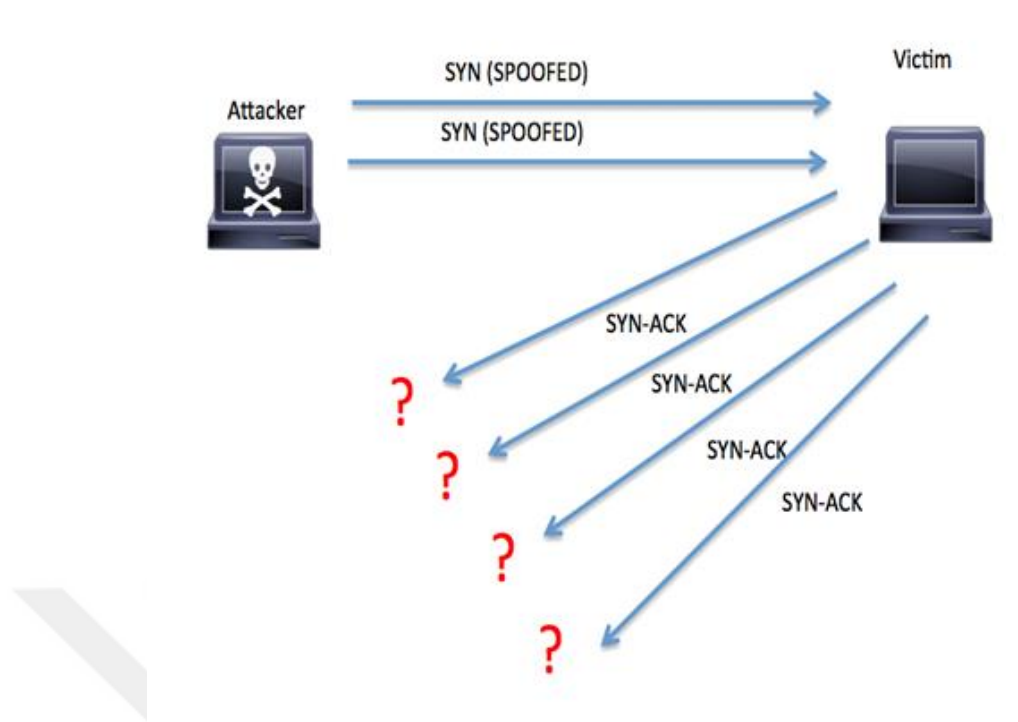 SYN (SPOOFED)
Victim
Attacker
SYN (SPOOFED)
SYN-ACK
?
SYN-ACK
?
SYN-ACK
SYN-ACK
?
?